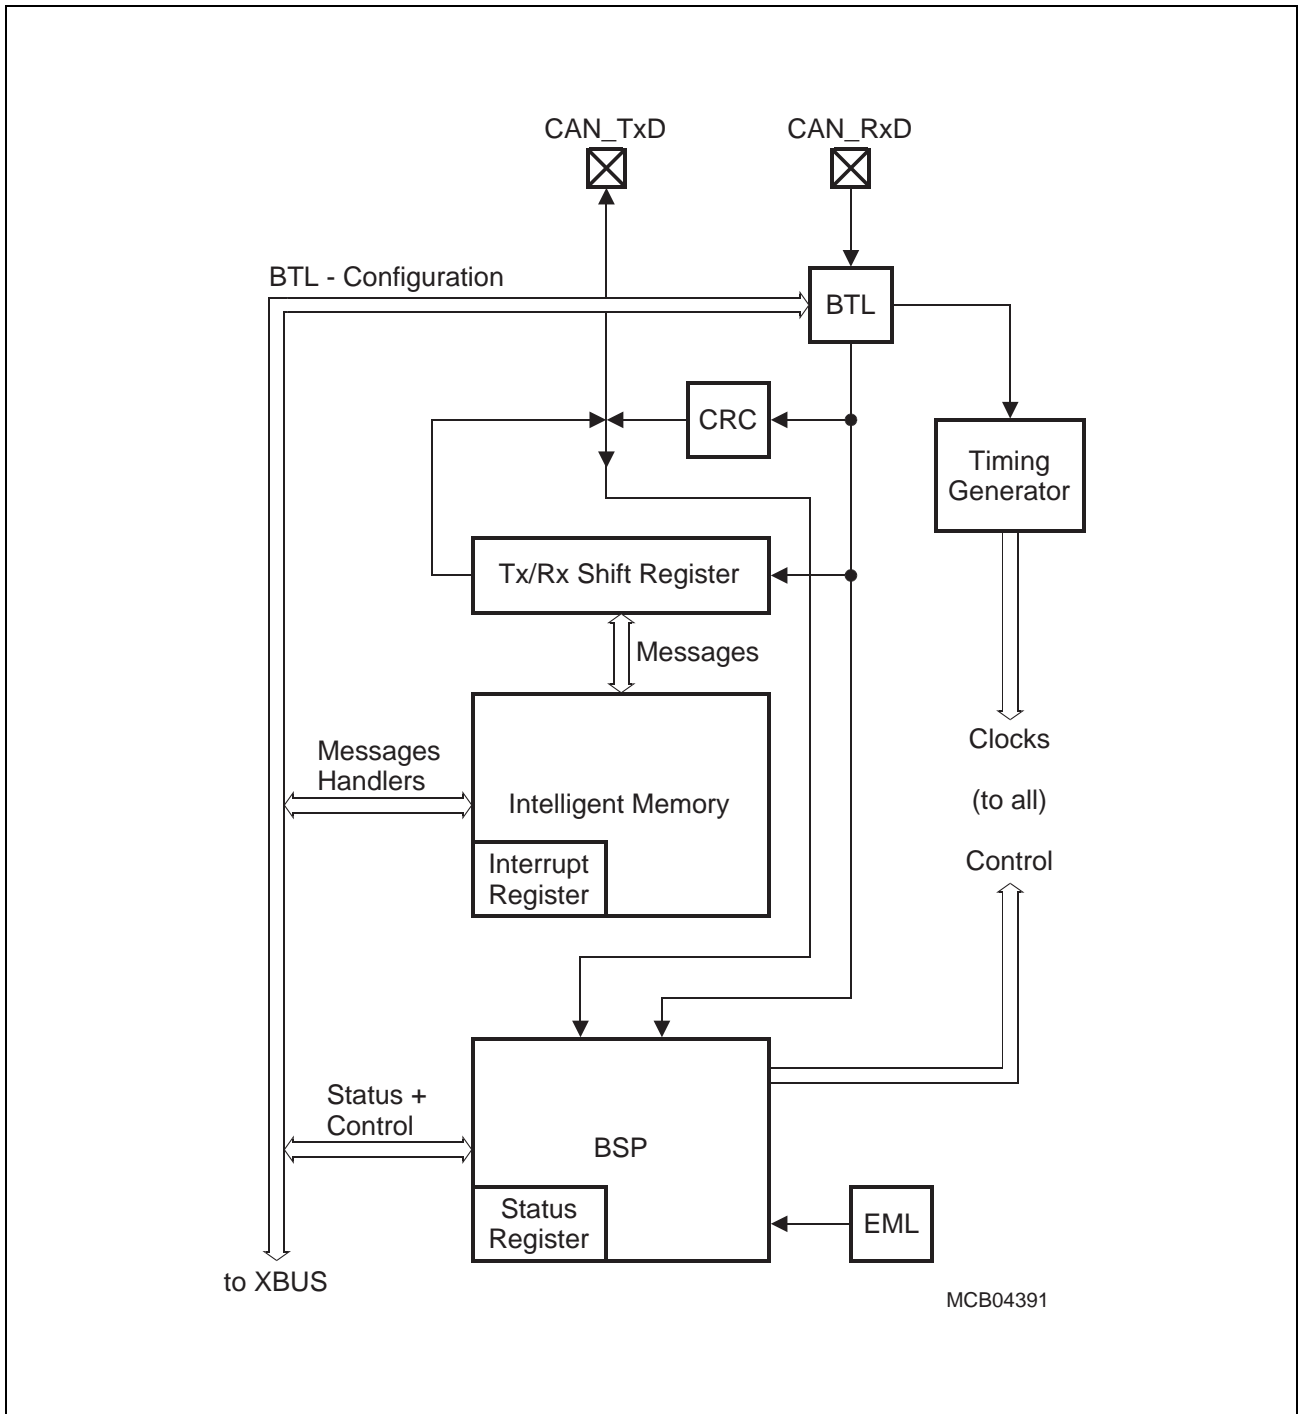 CAN_TxD
CAN_RxD
BTL - Configuration
BTL
CRC
Timing
Generator
Tx/Rx Shift Register
Messages
Clocks
(to all)
Control
Messages
Handlers
Intelligent Memory
Interrupt
Register
Status +
Control
BSP
Status
Register
EML
to XBUS
MCB04391